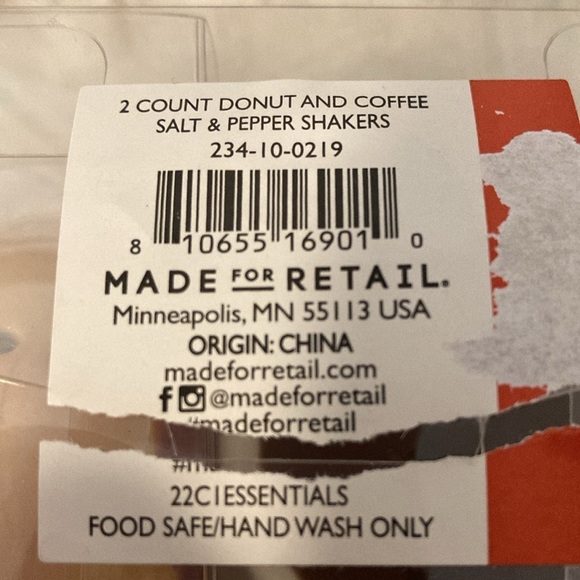 2 COUNT DONUT AND COFFEE
SALT & PEPPER SHAKERS
234-10-0219
8 10655 16901 0
MADE FOR RETAIL.
Minneapolis, MN 55113 USA
ORIGIN: CHINA
madeforretail.com
@madeforretail
#madeforretail
22C1ESSENTIALS
FOOD SAFE/HAND WASH ONLY